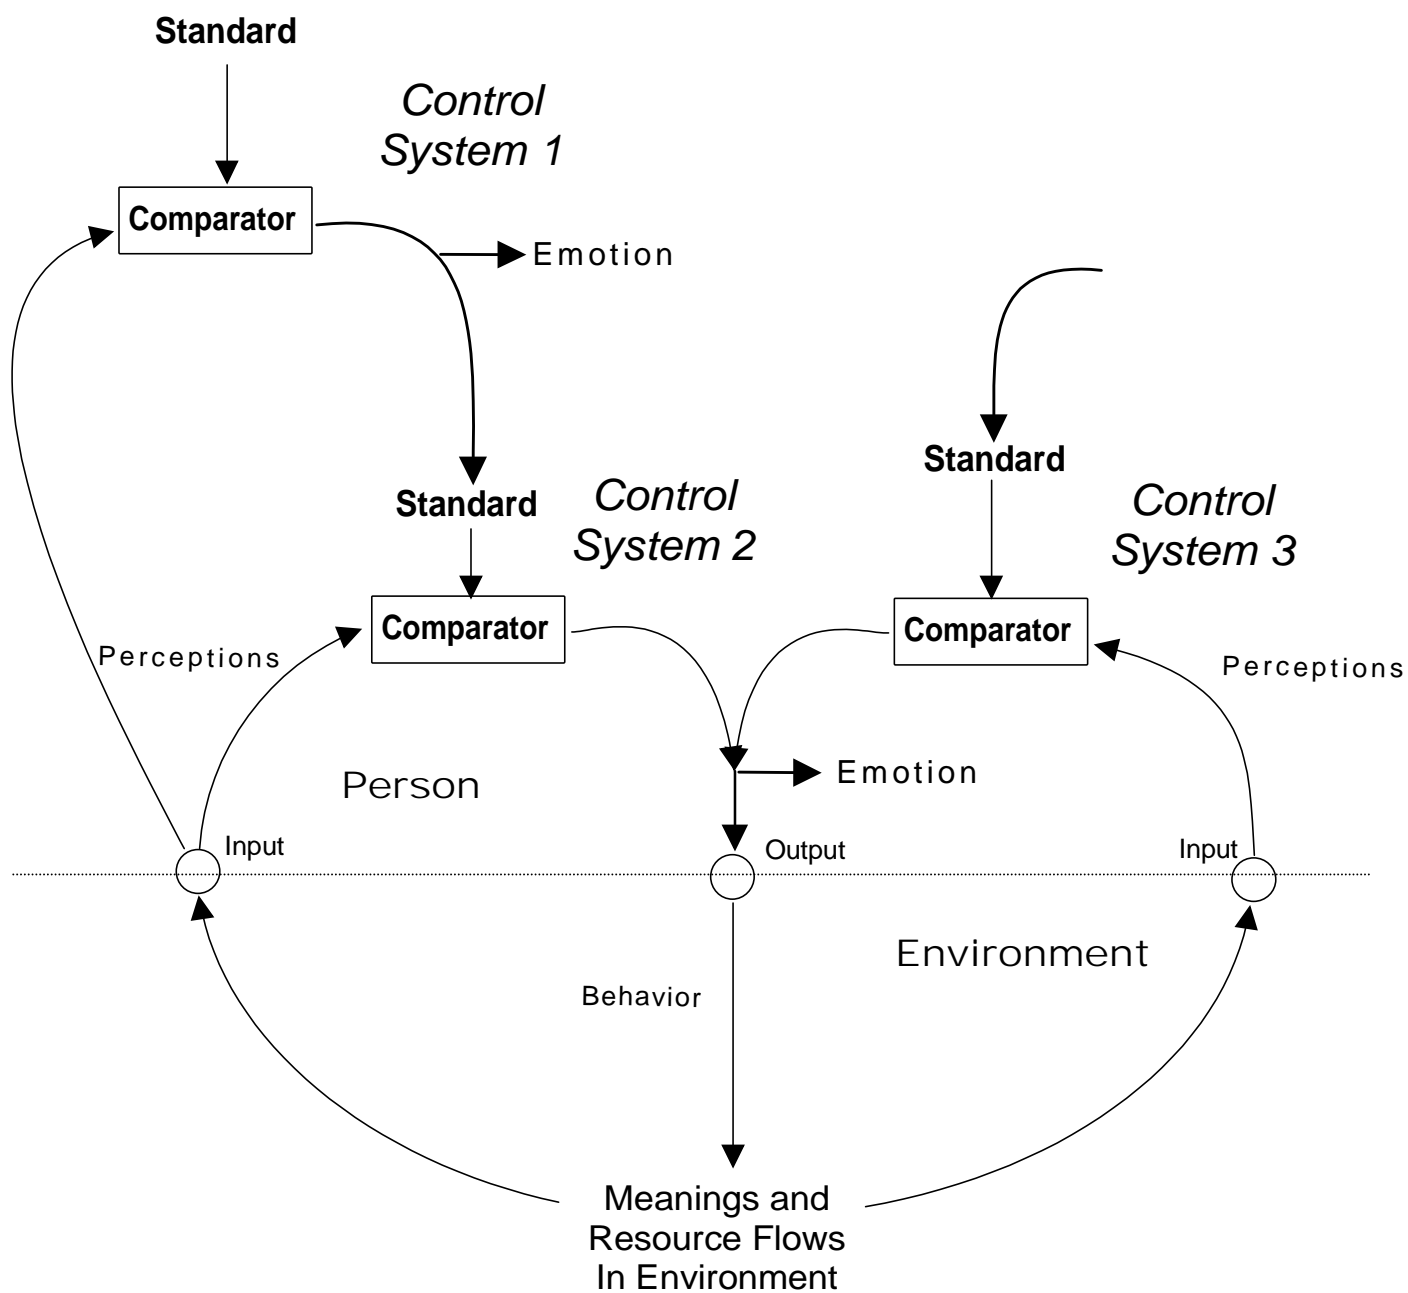 Standard
Control
System 1
Comparator
Emotion
Standard
Standard
Control
System 2
Control
System 3
Comparator
Comparator
Perceptions
Perceptions
Person
Emotion
Input
Output
Input
Environment
Behavior
Meanings and
Resource Flows
In Environment